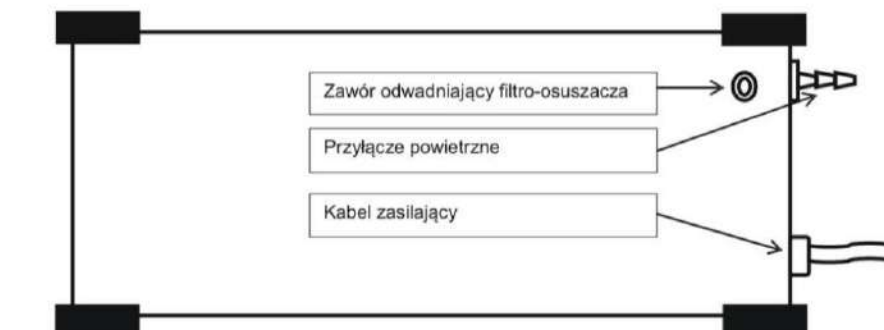 Zawór odwadniający filtro-osuszacza
Przyłącze powietrzne
Kabel zasilający